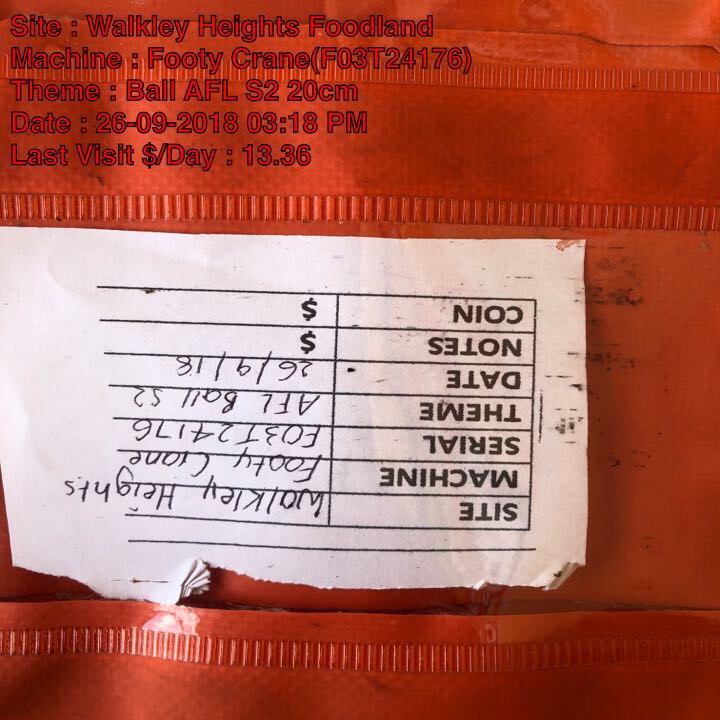 Site : Walkley Heights Foodland
Machine : Footy Crane(F03T24176)
Theme : Ball AFL S2 20cm
Date : 26-09-2018 03:18 PM
Last Visit $/Day : 13.36
SITE Walkley Heights
MACHINE Footy Crane
SERIAL F03T24176
THEME AFL Ball S2
DATE 26/9/18
NOTES $
COIN $